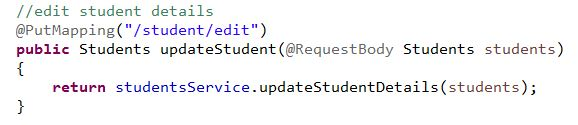 //edit student details
@PutMapping("/student/edit")
public Students updateStudent(@RequestBody Students students)
{
return studentsService.updateStudentDetails(students);
}